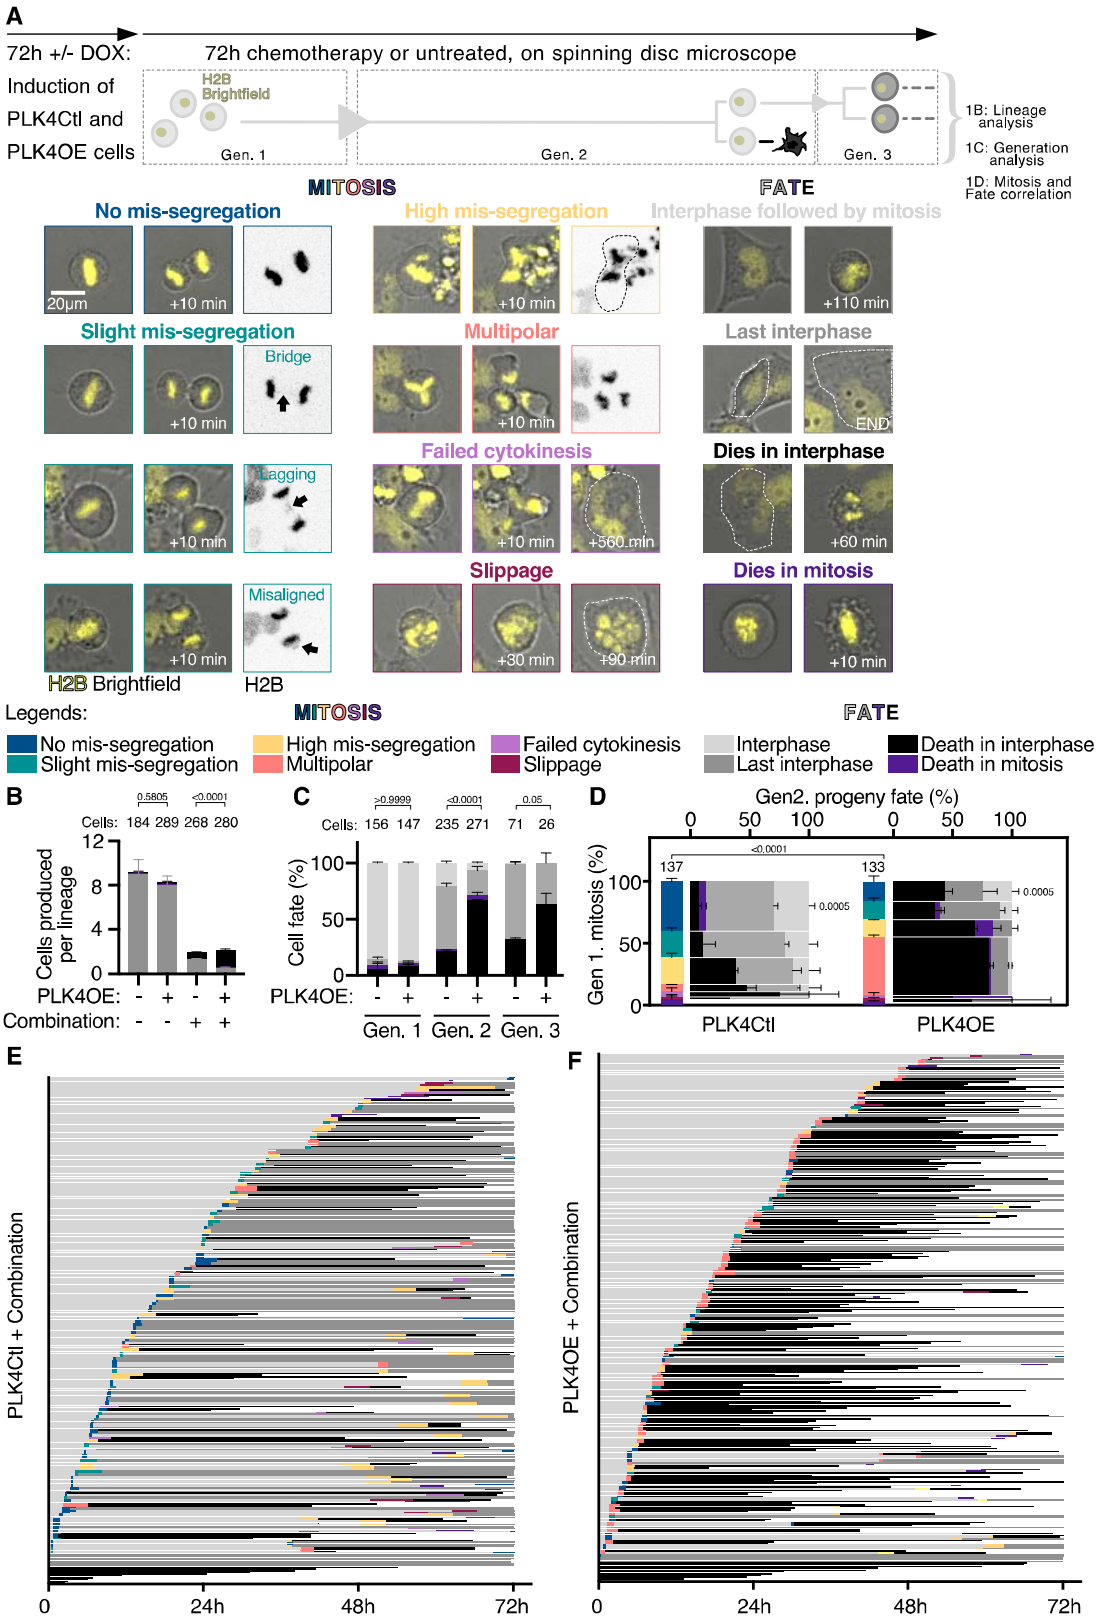 A
72h +/- DOX:
72h chemotherapy or untreated, on spinning disc microscope
Induction of
PLK4Ctl and
PLK4OE cells
H2B
Brightfield
Gen. 1
Gen. 2
Gen. 3
1B: Lineage
analysis
1C: Generation
analysis
1D: Mitosis and
Fate correlation
MITOSIS
FATE
No mis-segregation
High mis-segregation
Interphase followed by mitosis
20µm
+10 min
+10 min
+110 min
Slight mis-segregation
Multipolar
Last interphase
Bridge
+10 min
+10 min
END
Failed cytokinesis
Dies in interphase
Lagging
+10 min
+10 min
+560 min
+60 min
Slippage
Dies in mitosis
Misaligned
+10 min
+30 min
+90 min
+10 min
H2B Brightfield
H2B
Legends:
MITOSIS
FATE
No mis-segregation
High mis-segregation
Failed cytokinesis
Interphase
Death in interphase
Slight mis-segregation
Multipolar
Slippage
Last interphase
Death in mitosis
B
0.5805
<0.0001
Cells:
184
289
268
280
12
8
4
0
Cells produced
per lineage
PLK4OE:
- + - +
Combination:
- - + +
C
>0.9999
<0.0001
0.05
Cells:
156
147
235
271
71
26
100
50
0
Cell fate (%)
PLK4OE:
- + - + - +
Gen. 1
Gen. 2
Gen. 3
D
Gen2. progeny fate (%)
0
50
100
0
50
100
<0.0001
137
133
100
50
0
Gen 1. mitosis (%)
0.0005
0.0005
PLK4Ctl
PLK4OE
E
PLK4Ctl + Combination
0
24h
48h
72h
F
PLK4OE + Combination
0
24h
48h
72h